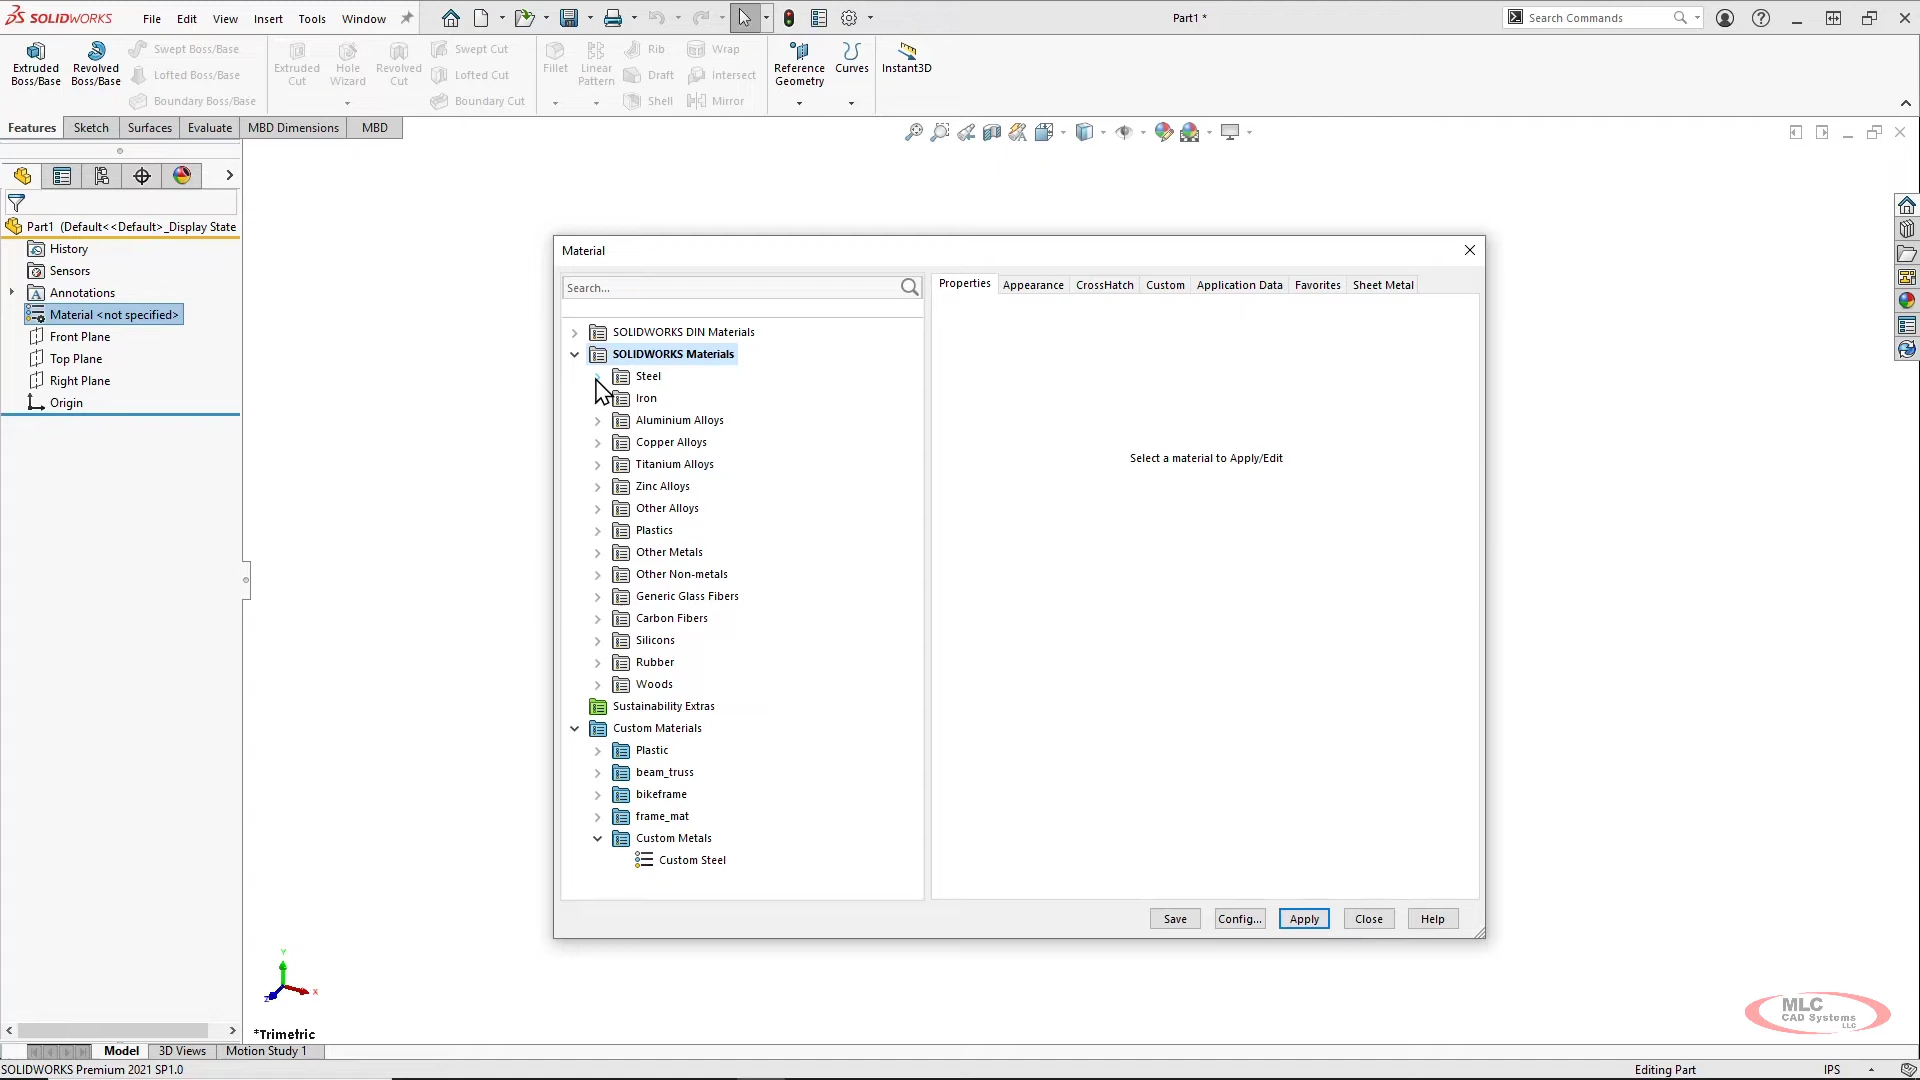 SOLIDWORKS File Edit View Insert Tools Window Part1 * Search Commands
Extruded Boss/Base
Revolved Boss/Base
Swept Boss/Base
Lofted Boss/Base
Boundary Boss/Base
Extruded Cut
Hole Wizard
Revolved Cut
Swept Cut
Lofted Cut
Boundary Cut
Fillet
Linear Pattern
Rib
Draft
Shell
Wrap
Intersect
Mirror
Reference Geometry
Curves
Instant3D
Features Sketch Surfaces Evaluate MBD Dimensions MBD
Part1 (Default<<Default>_Display State
History
Sensors
Annotations
Material <not specified>
Front Plane
Top Plane
Right Plane
Origin
Material
Search...
SOLIDWORKS DIN Materials
SOLIDWORKS Materials
Steel
Iron
Aluminium Alloys
Copper Alloys
Titanium Alloys
Zinc Alloys
Other Alloys
Plastics
Other Metals
Other Non-metals
Generic Glass Fibers
Carbon Fibers
Silicons
Rubber
Woods
Sustainability Extras
Custom Materials
Plastic
beam_truss
bikeframe
frame_mat
Custom Metals
Custom Steel
Properties Appearance CrossHatch Custom Application Data Favorites Sheet Metal
Select a material to Apply/Edit
Save Config... Apply Close Help
Y
X
Z
*Trimetric
MLC
CAD Systems
LLC
Model 3D Views Motion Study 1
SOLIDWORKS Premium 2021 SP1.0 Editing Part IPS